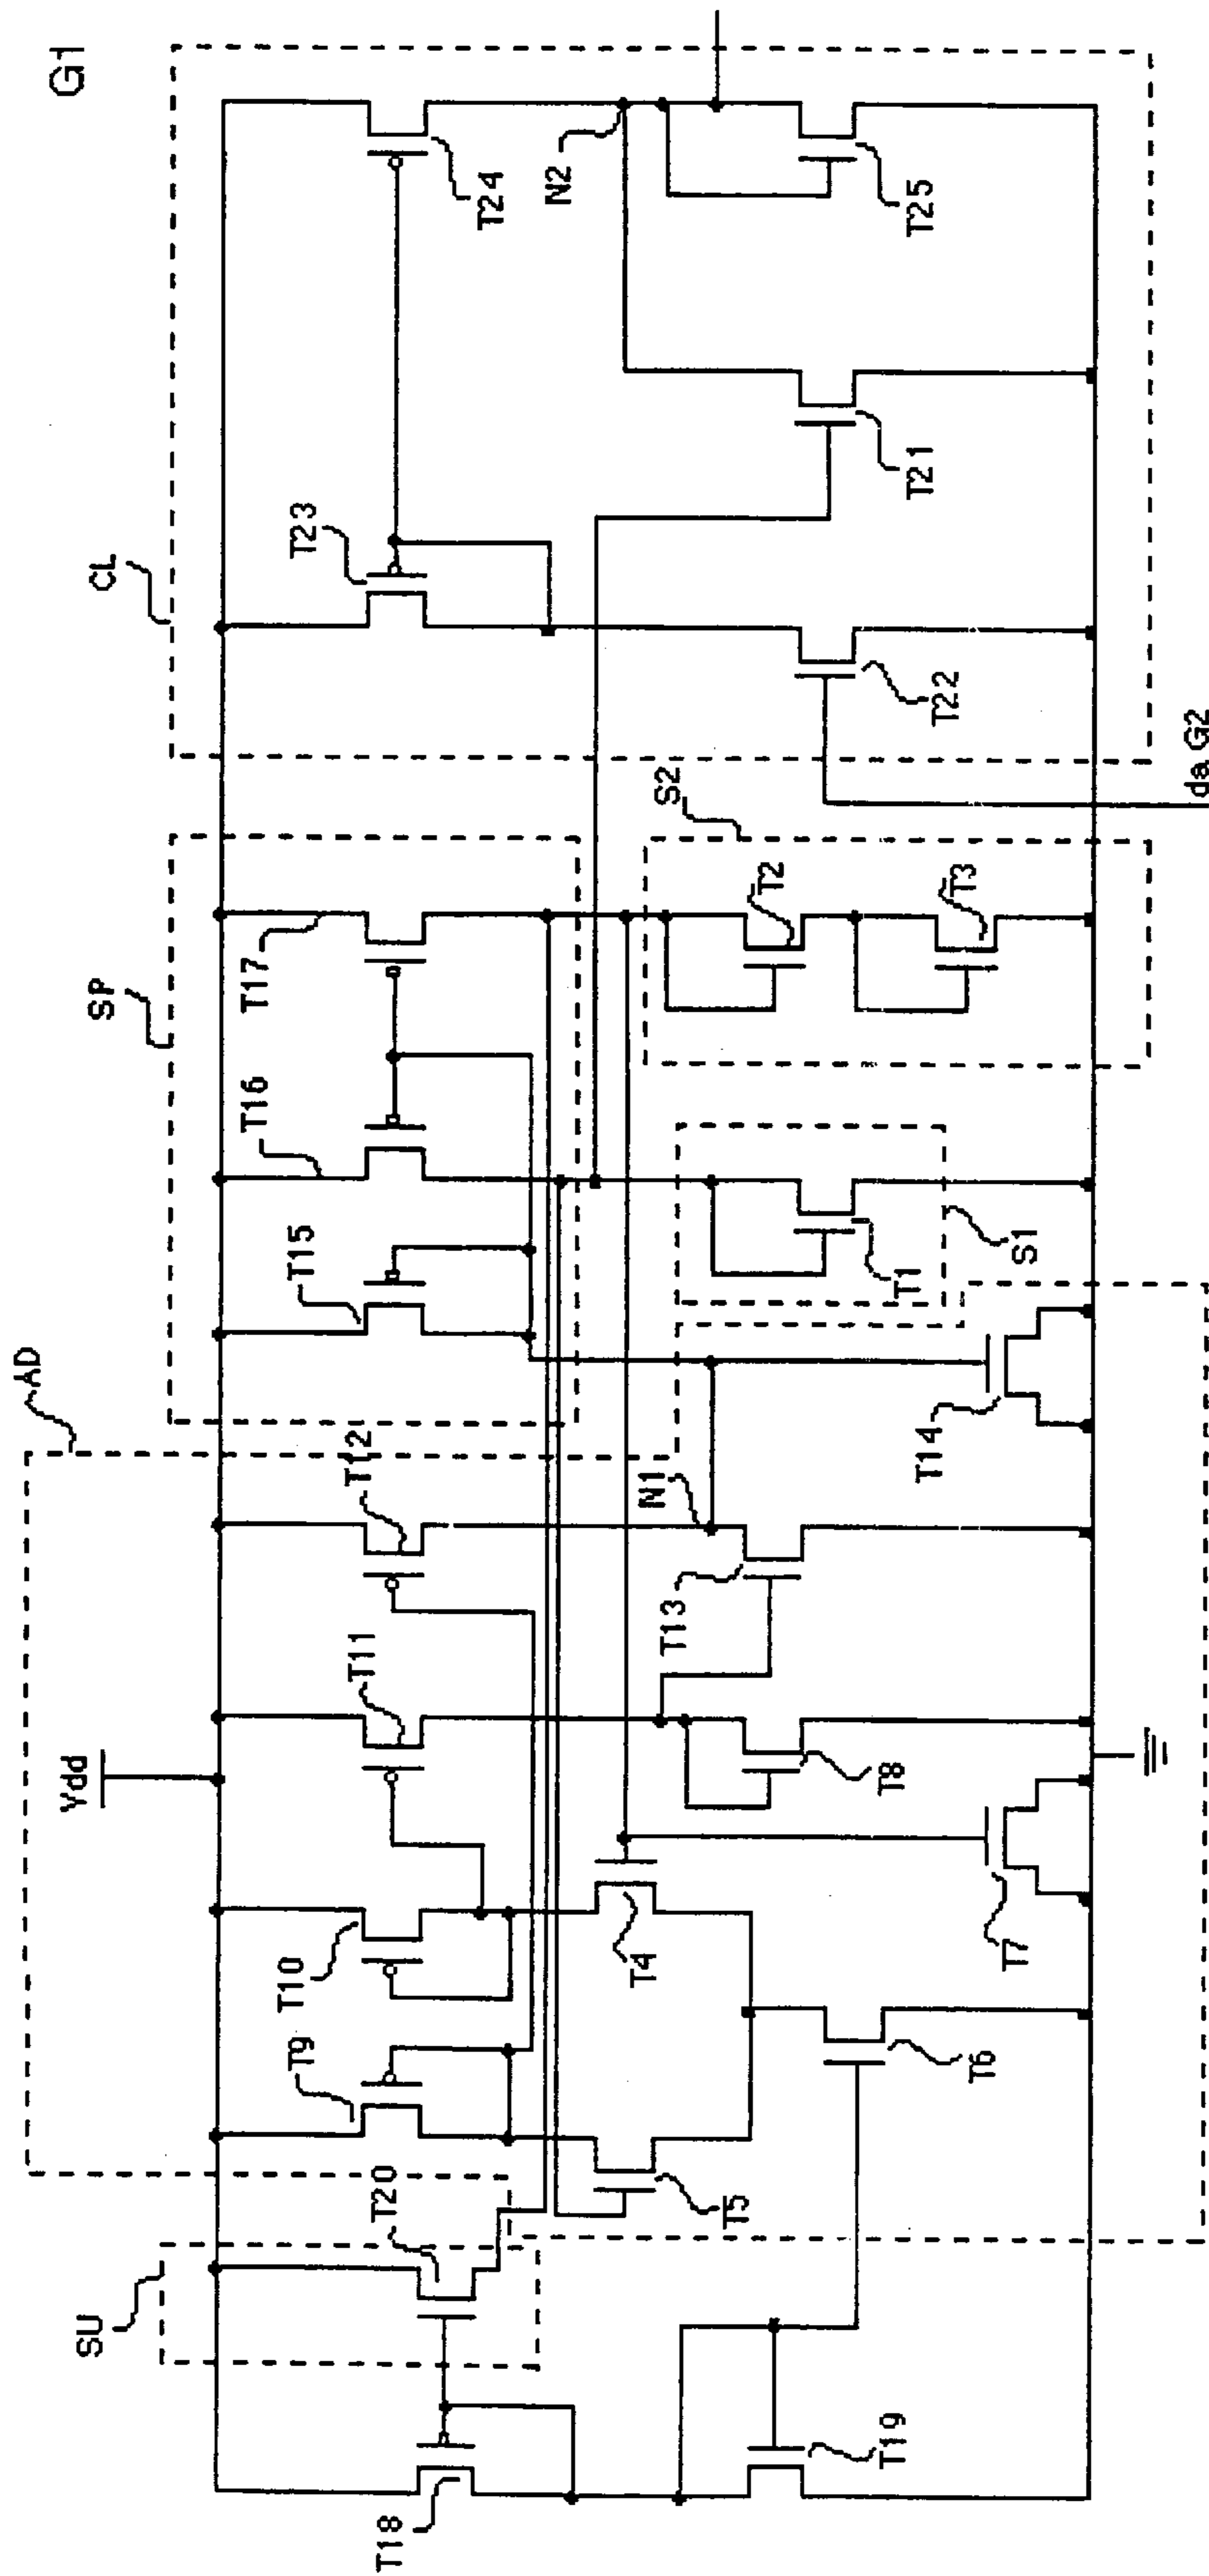 G1
CL
T23
T24
N2
T22
T21
T25
da G2
SP
T15
T16
T17
S2
T2
T3
S1
T1
AD
Vdd
T9
T10
T11
T12
N1
T13
T14
T8
T4
T7
T5
T6
SU
T20
T18
T19